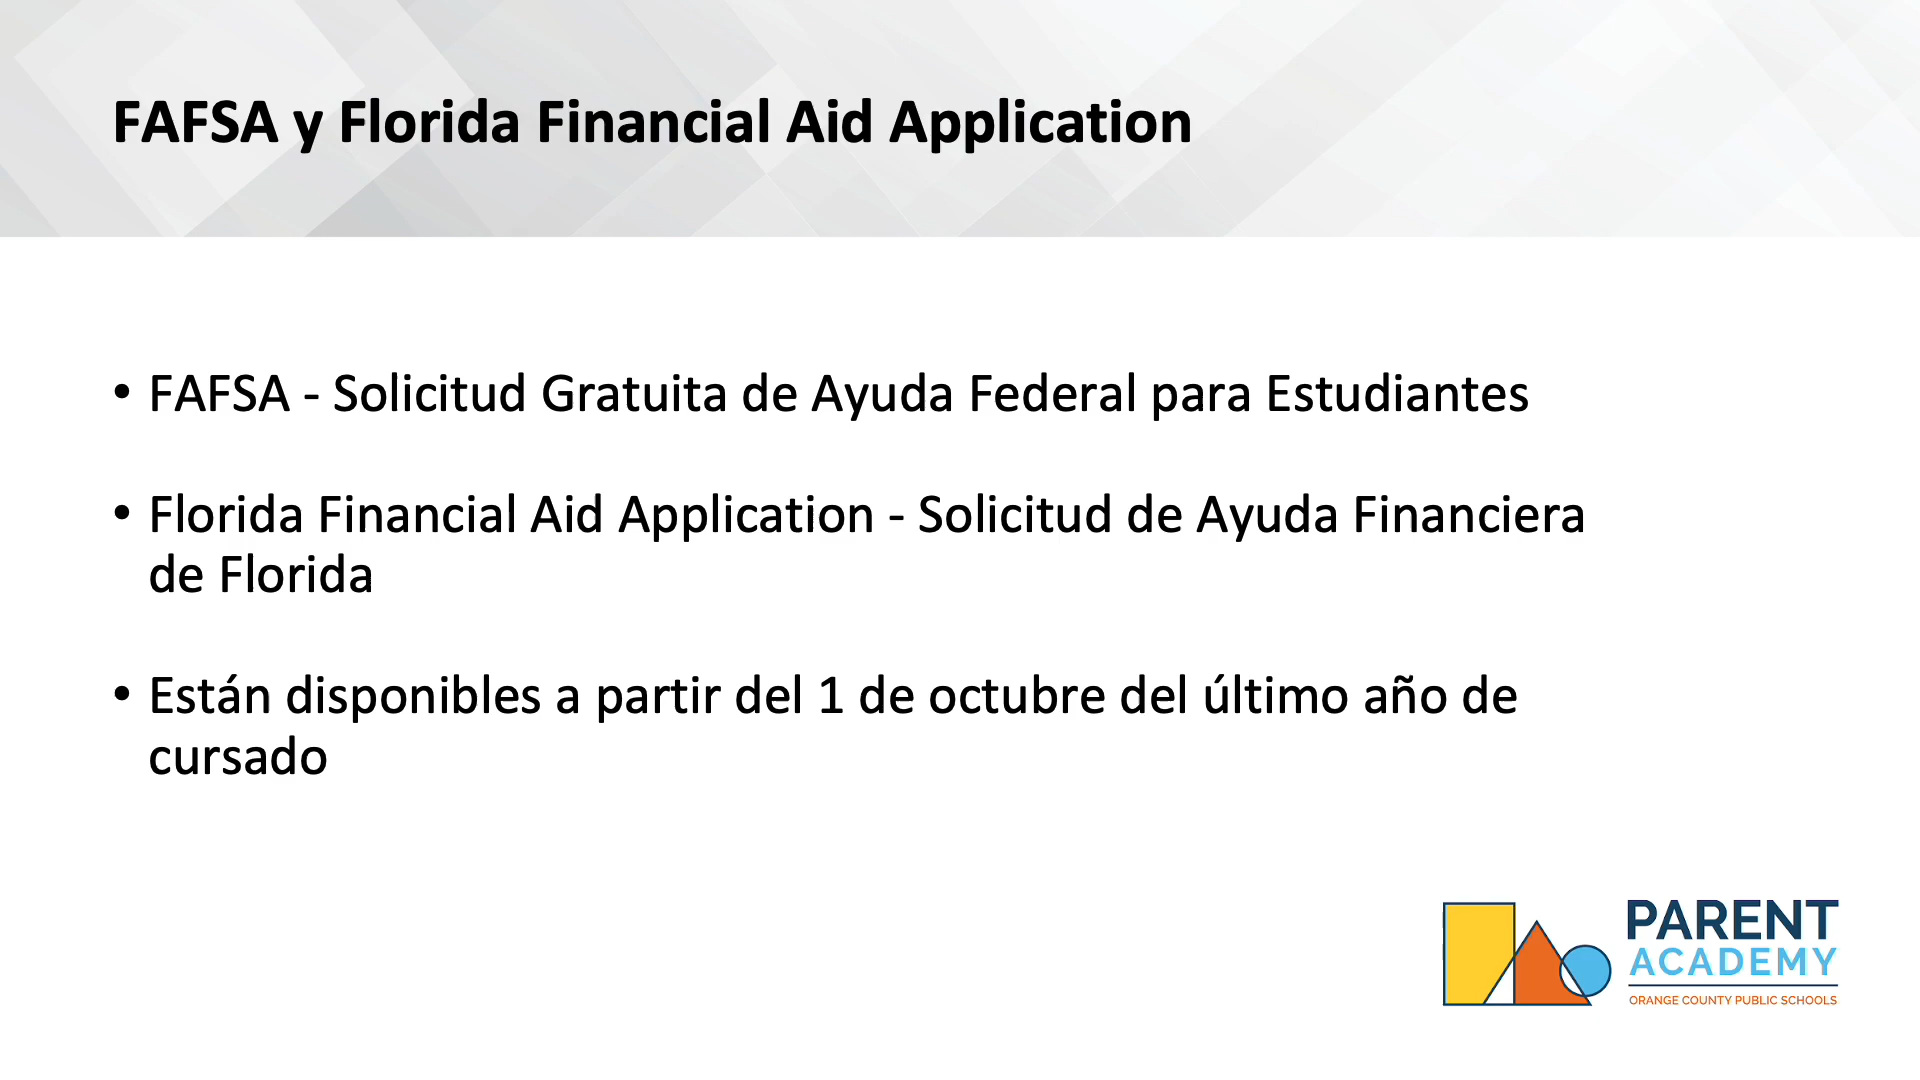 FAFSA y Florida Financial Aid Application
• FAFSA - Solicitud Gratuita de Ayuda Federal para Estudiantes
• Florida Financial Aid Application - Solicitud de Ayuda Financiera
de Florida
• Están disponibles a partir del 1 de octubre del último año de
cursado
PARENT
ACADEMY
ORANGE COUNTY PUBLIC SCHOOLS